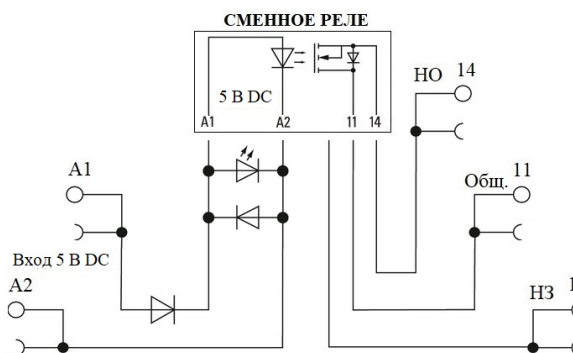 СМЕННОЕ РЕЛЕ
5 В DC
A1
A2
11
14
НО
14
A1
Общ.
11
Вход 5 В DC
A2
НЗ